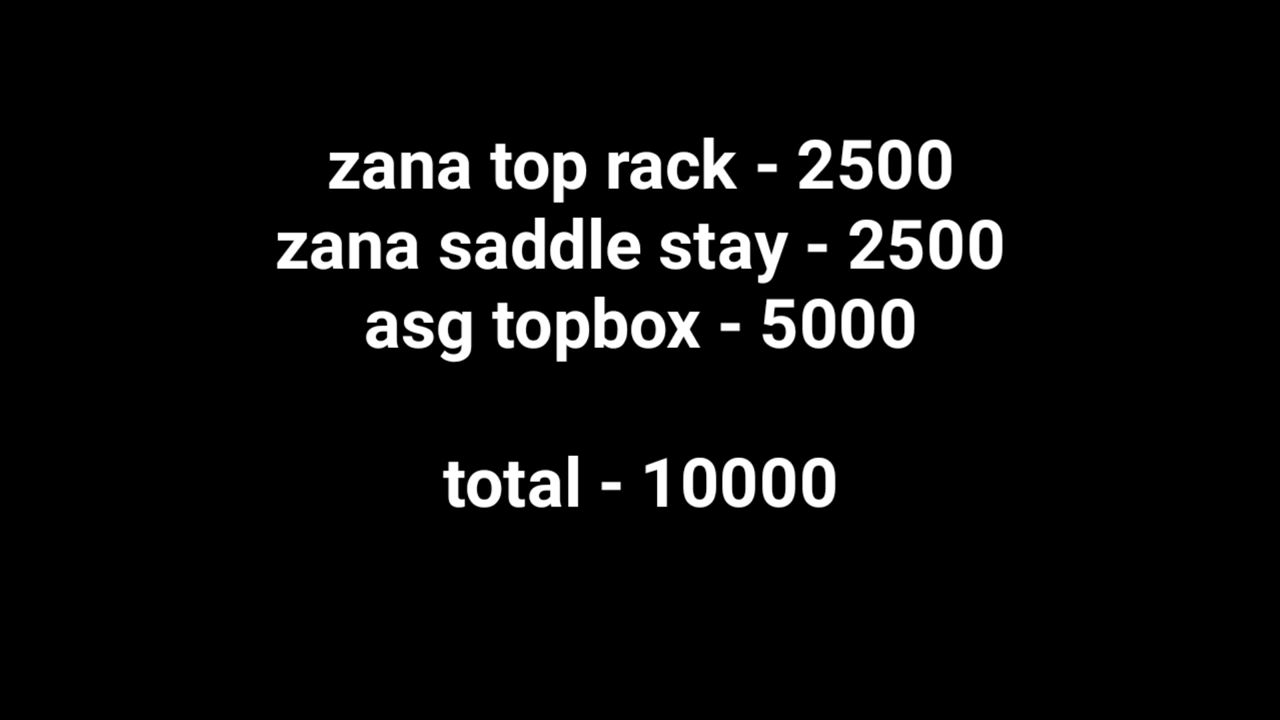 zana top rack - 2500
zana saddle stay - 2500
asg topbox - 5000
total - 10000